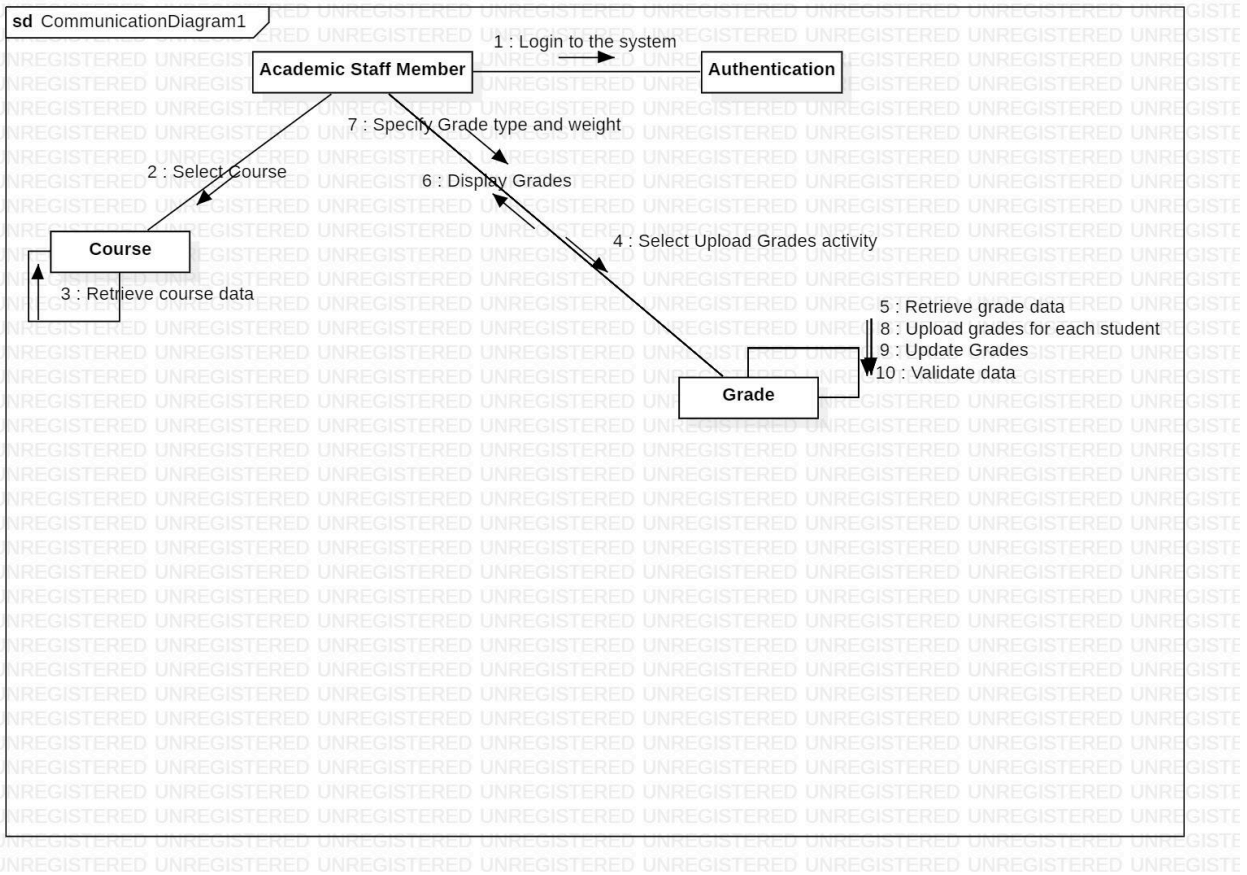 sd CommunicationDiagram1
1 : Login to the system
Academic Staff Member
Authentication
7 : Specify Grade type and weight
2 : Select Course
6 : Display Grades
4 : Select Upload Grades activity
Course
3 : Retrieve course data
5 : Retrieve grade data
8 : Upload grades for each student
9 : Update Grades
10 : Validate data
Grade
UNREGISTERED